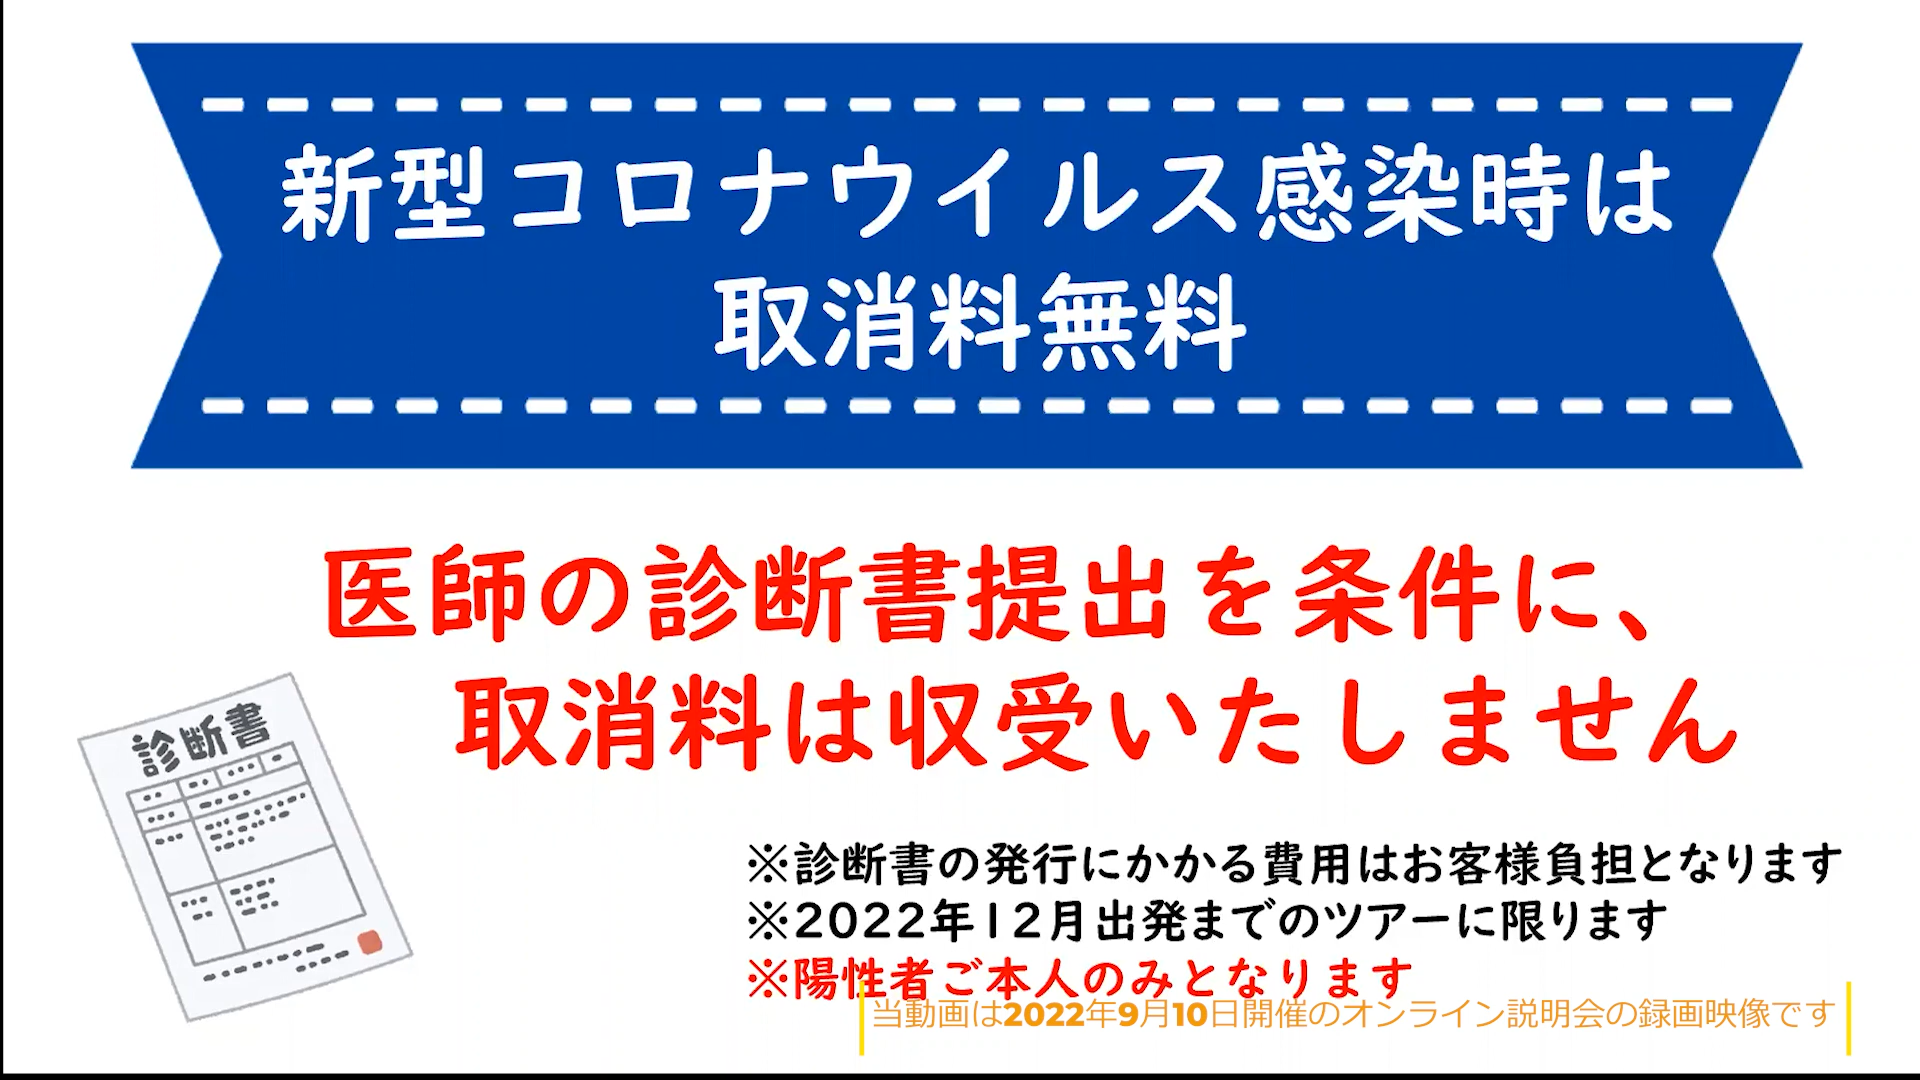 新型コロナウイルス感染時は
取消料無料
医師の診断書提出を条件に、
取消料は収受いたしません
診断書
※診断書の発行にかかる費用はお客様負担となります
※2022年12月出発までのツアーに限ります
※陽性者ご本人のみとなります
当動画は2022年9月10日開催のオンライン説明会の録画映像です